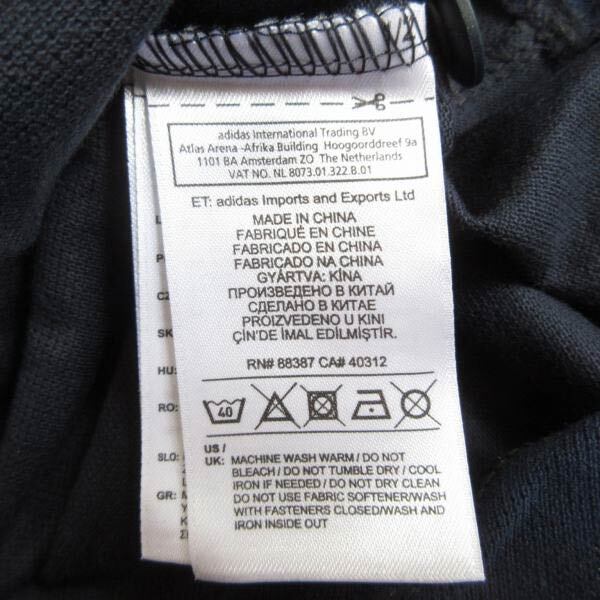 adidas International Trading BV
Atlas Arena -Afrika Building Hoogoorddreef 9a
1101 BA Amsterdam ZO The Netherlands
VAT NO. NL 8073.01.322.B.01
ET: adidas Imports and Exports Ltd
MADE IN CHINA
FABRIQUÉ EN CHINE
FABRICADO EN CHINA
FABRICADO NA CHINA
GYÁRTVA: KÍNA
ПРОИЗВЕДЕНО В КИТАЙ
СДЕЛАНО В КИТАЕ
PROIZVEDENO U KINI
ÇİN'DE İMAL EDİLMİŞTİR.
RN# 88387 CA# 40312
40
US /
UK: MACHINE WASH WARM / DO NOT
BLEACH / DO NOT TUMBLE DRY / COOL
IRON IF NEEDED / DO NOT DRY CLEAN
DO NOT USE FABRIC SOFTENER/WASH
WITH FASTENERS CLOSED/WASH AND
IRON INSIDE OUT
CZ
SK
HU:
RO:
SLO:
GR: